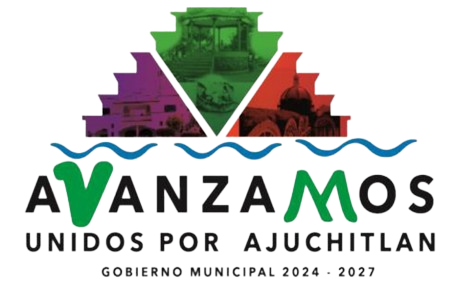 AVANZAMOS
UNIDOS POR AJUCHITLAN
GOBIERNO MUNICIPAL 2024 - 2027